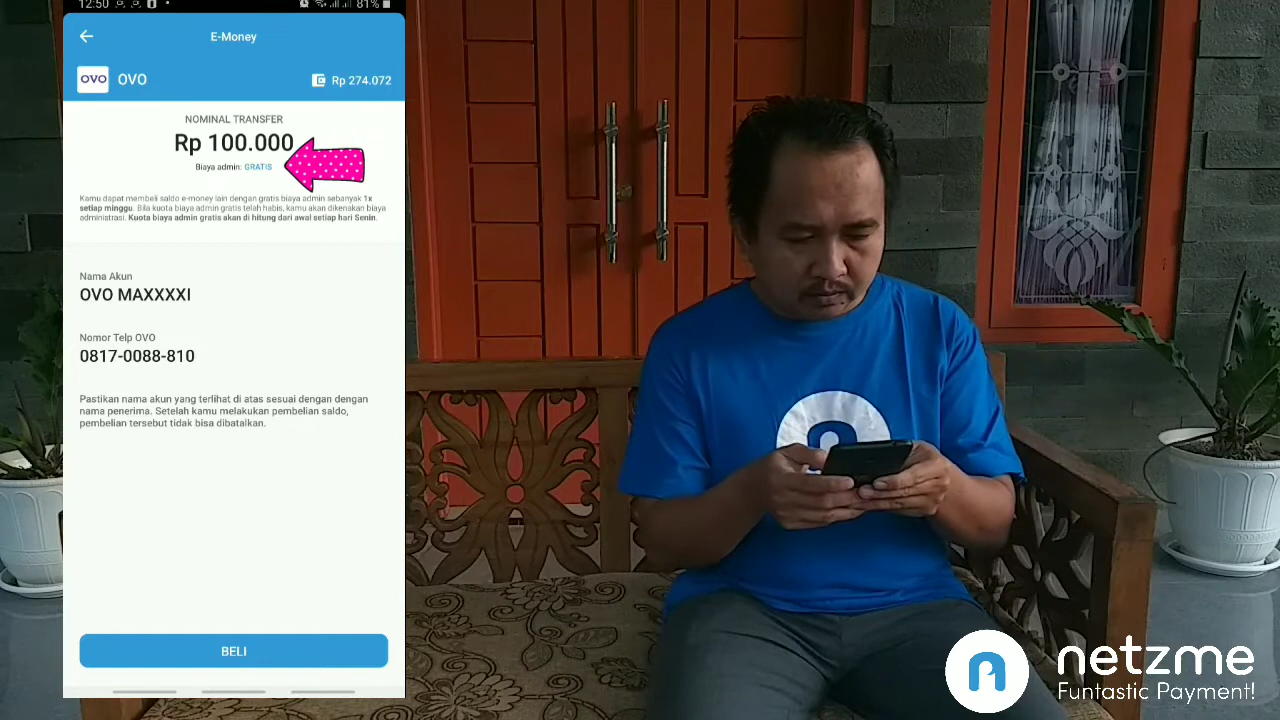 12:50
81%
E-Money
OVO OVO Rp 274.072
NOMINAL TRANSFER
Rp 100.000
Biaya admin: GRATIS
Kamu dapat membeli saldo e-money lain dengan gratis biaya admin sebanyak 1x
setiap minggu. Bila kuota biaya admin gratis telah habis, kamu akan dikenakan biaya
administrasi. Kuota biaya admin gratis akan di hitung dari awal setiap hari Senin.
Nama Akun
OVO MAXXXXI
Nomor Telp OVO
0817-0088-810
Pastikan nama akun yang terlihat di atas sesuai dengan dengan
nama penerima. Setelah kamu melakukan pembelian saldo,
pembelian tersebut tidak bisa dibatalkan.
BELI
netzme
Funtastic Payment!